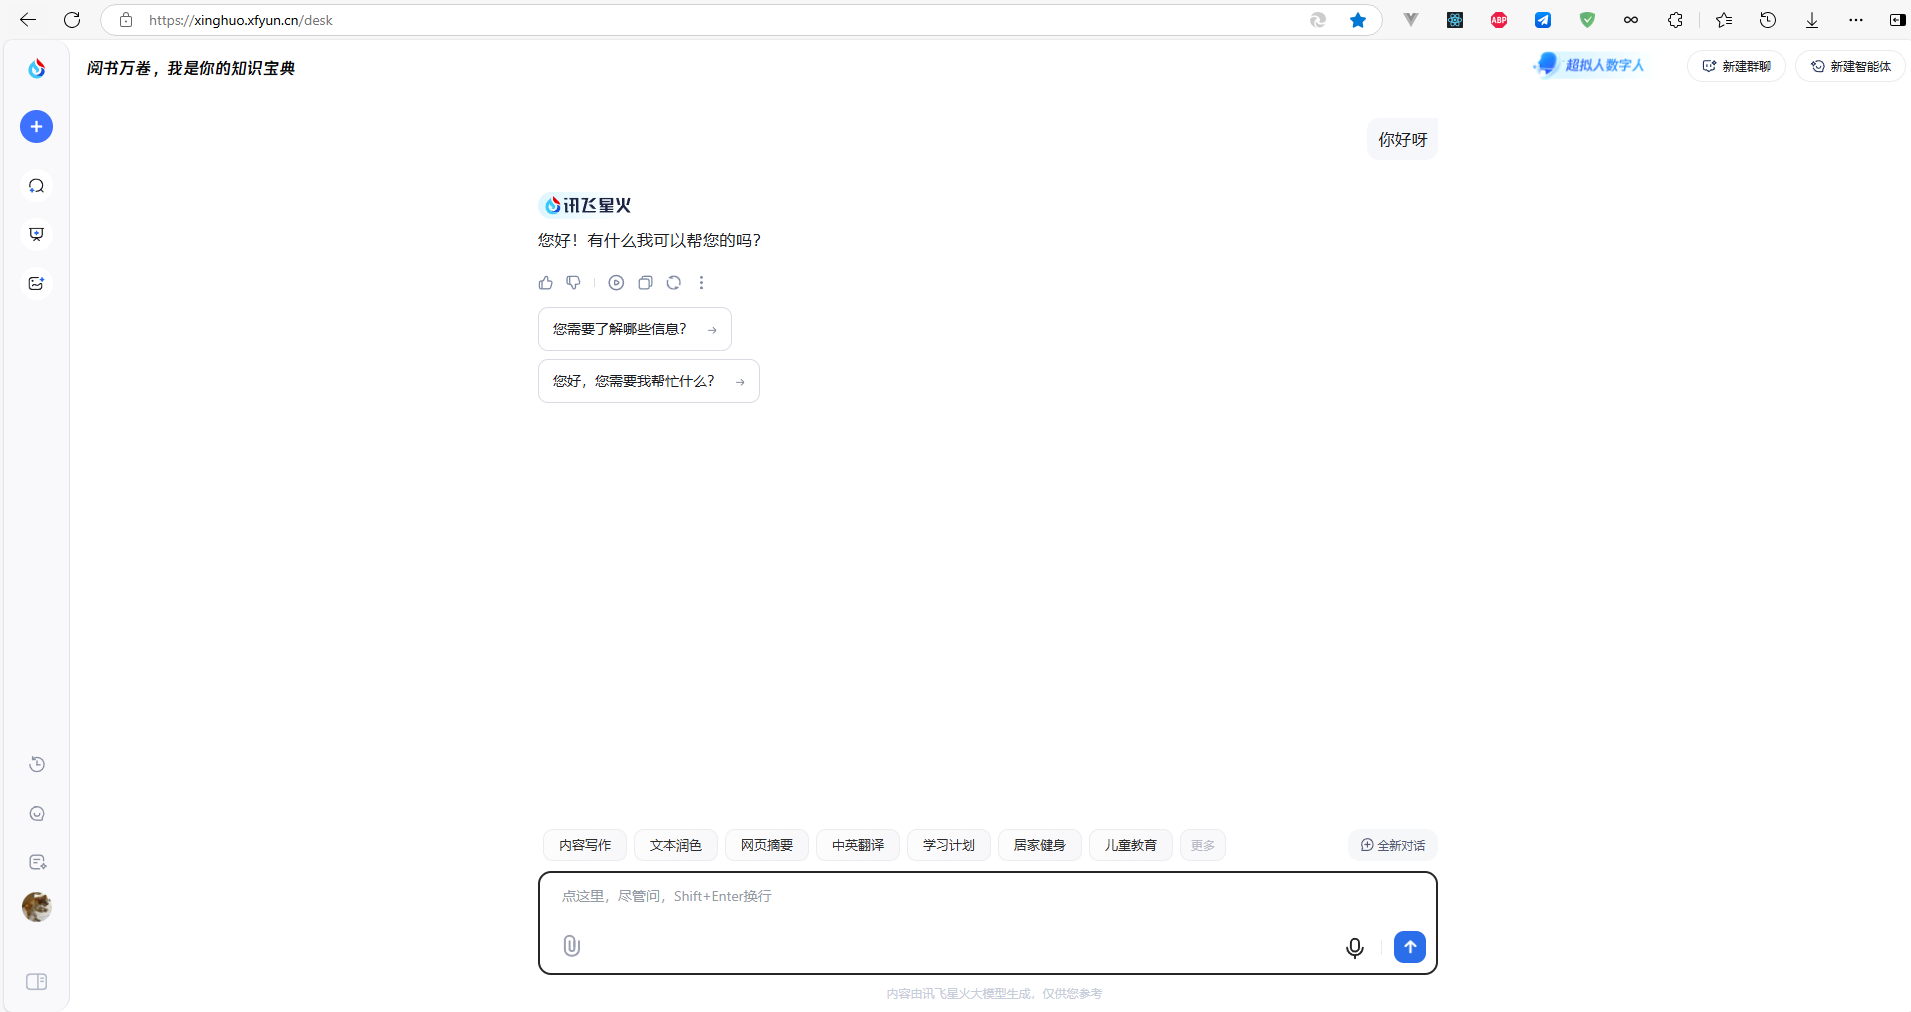 https://xinghuo.xfyun.cn/desk
ABP
阅书万卷，我是你的知识宝典
超拟人数字人
新建群聊
新建智能体
你好呀
讯飞星火
您好！有什么我可以帮您的吗？
您需要了解哪些信息？ →
您好，您需要我帮忙什么？ →
内容写作
文本润色
网页摘要
中英翻译
学习计划
居家健身
儿童教育
更多
全新对话
点这里，尽管问，Shift+Enter换行
内容由讯飞星火大模型生成，仅供您参考